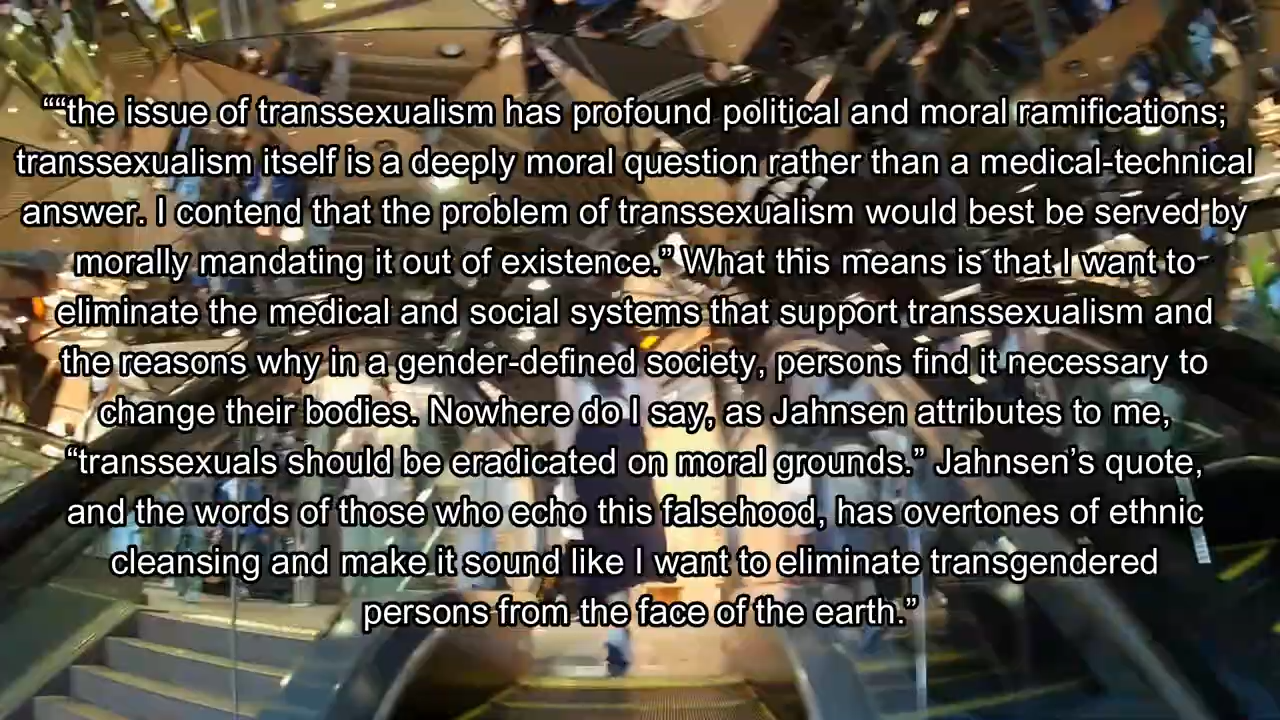 ““the issue of transsexualism has profound political and moral ramifications;
transsexualism itself is a deeply moral question rather than a medical-technical
answer. I contend that the problem of transsexualism would best be served by
morally mandating it out of existence.” What this means is that I want to
eliminate the medical and social systems that support transsexualism and
the reasons why in a gender-defined society, persons find it necessary to
change their bodies. Nowhere do I say, as Jahnsen attributes to me,
“transsexuals should be eradicated on moral grounds.” Jahnsen’s quote,
and the words of those who echo this falsehood, has overtones of ethnic
cleansing and make it sound like I want to eliminate transgendered
persons from the face of the earth.”